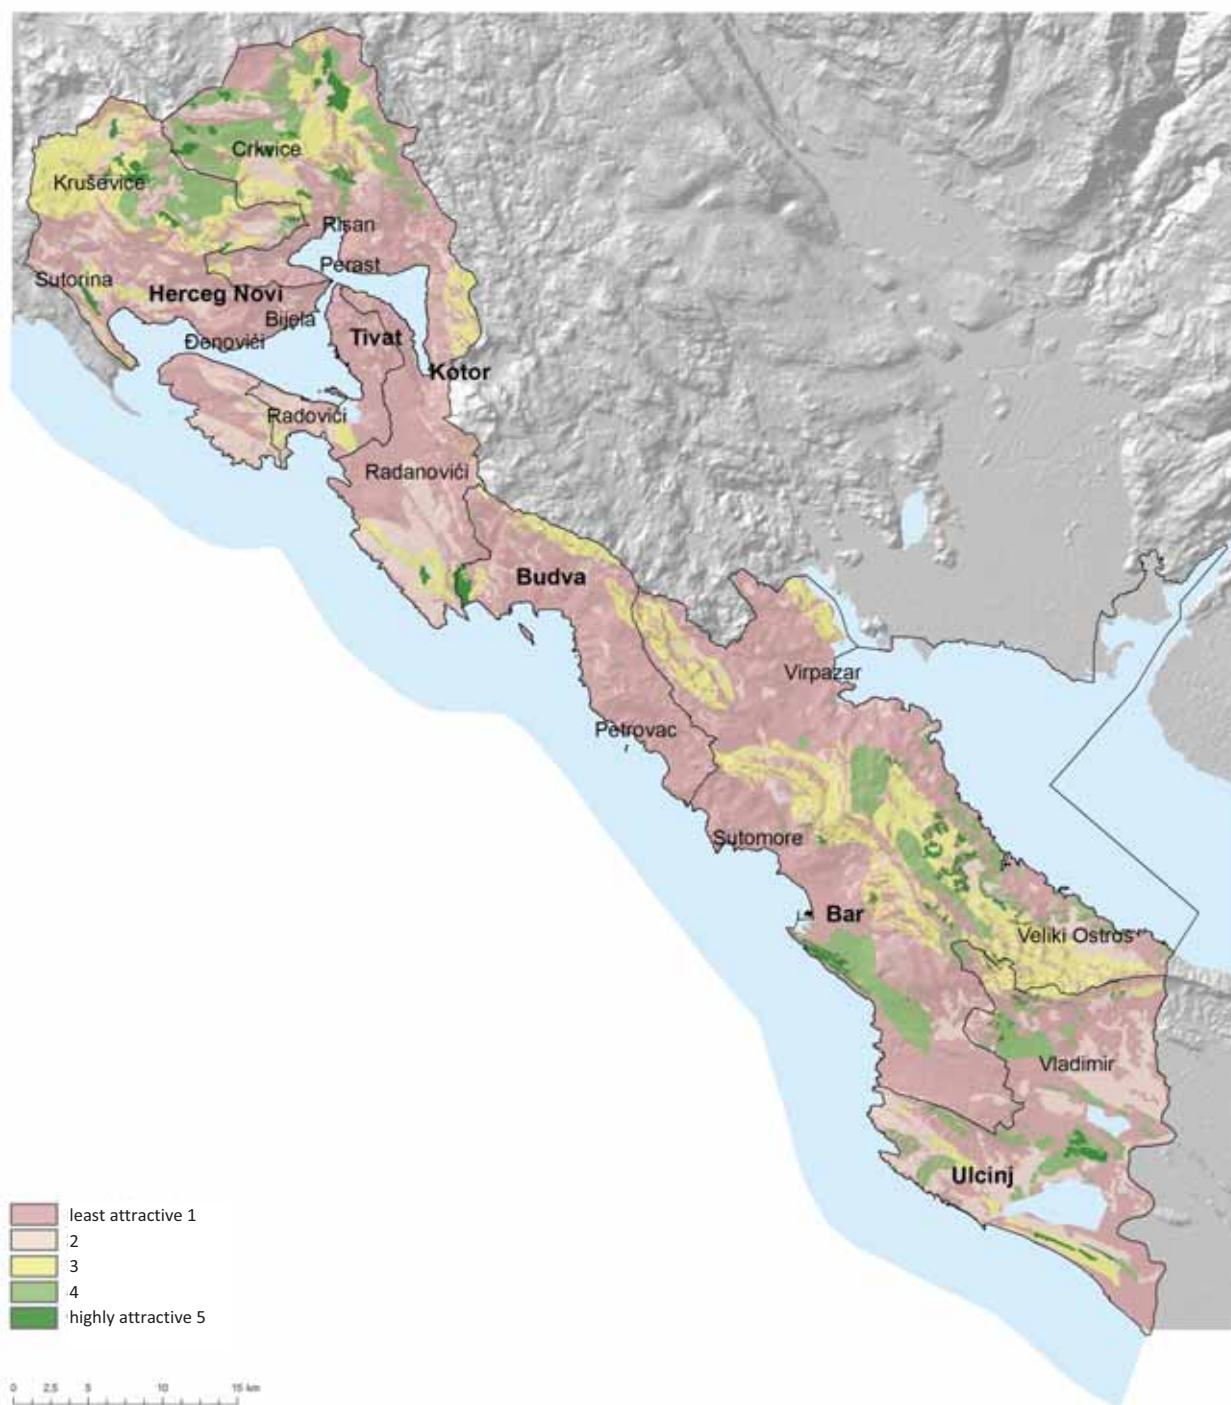 Crkvice
Kruševice
Risan
Perast
Sutorina
Herceg Novi
Bijela
Tivat
Đenovići
Kotor
Radovići
Radanovići
Budva
Virpazar
Petrovac
Sutomore
Bar
Veliki Ostros
Vladimir
Ulcinj
least attractive 1
2
3
4
highly attractive 5
0 2.5 5 10 15 km